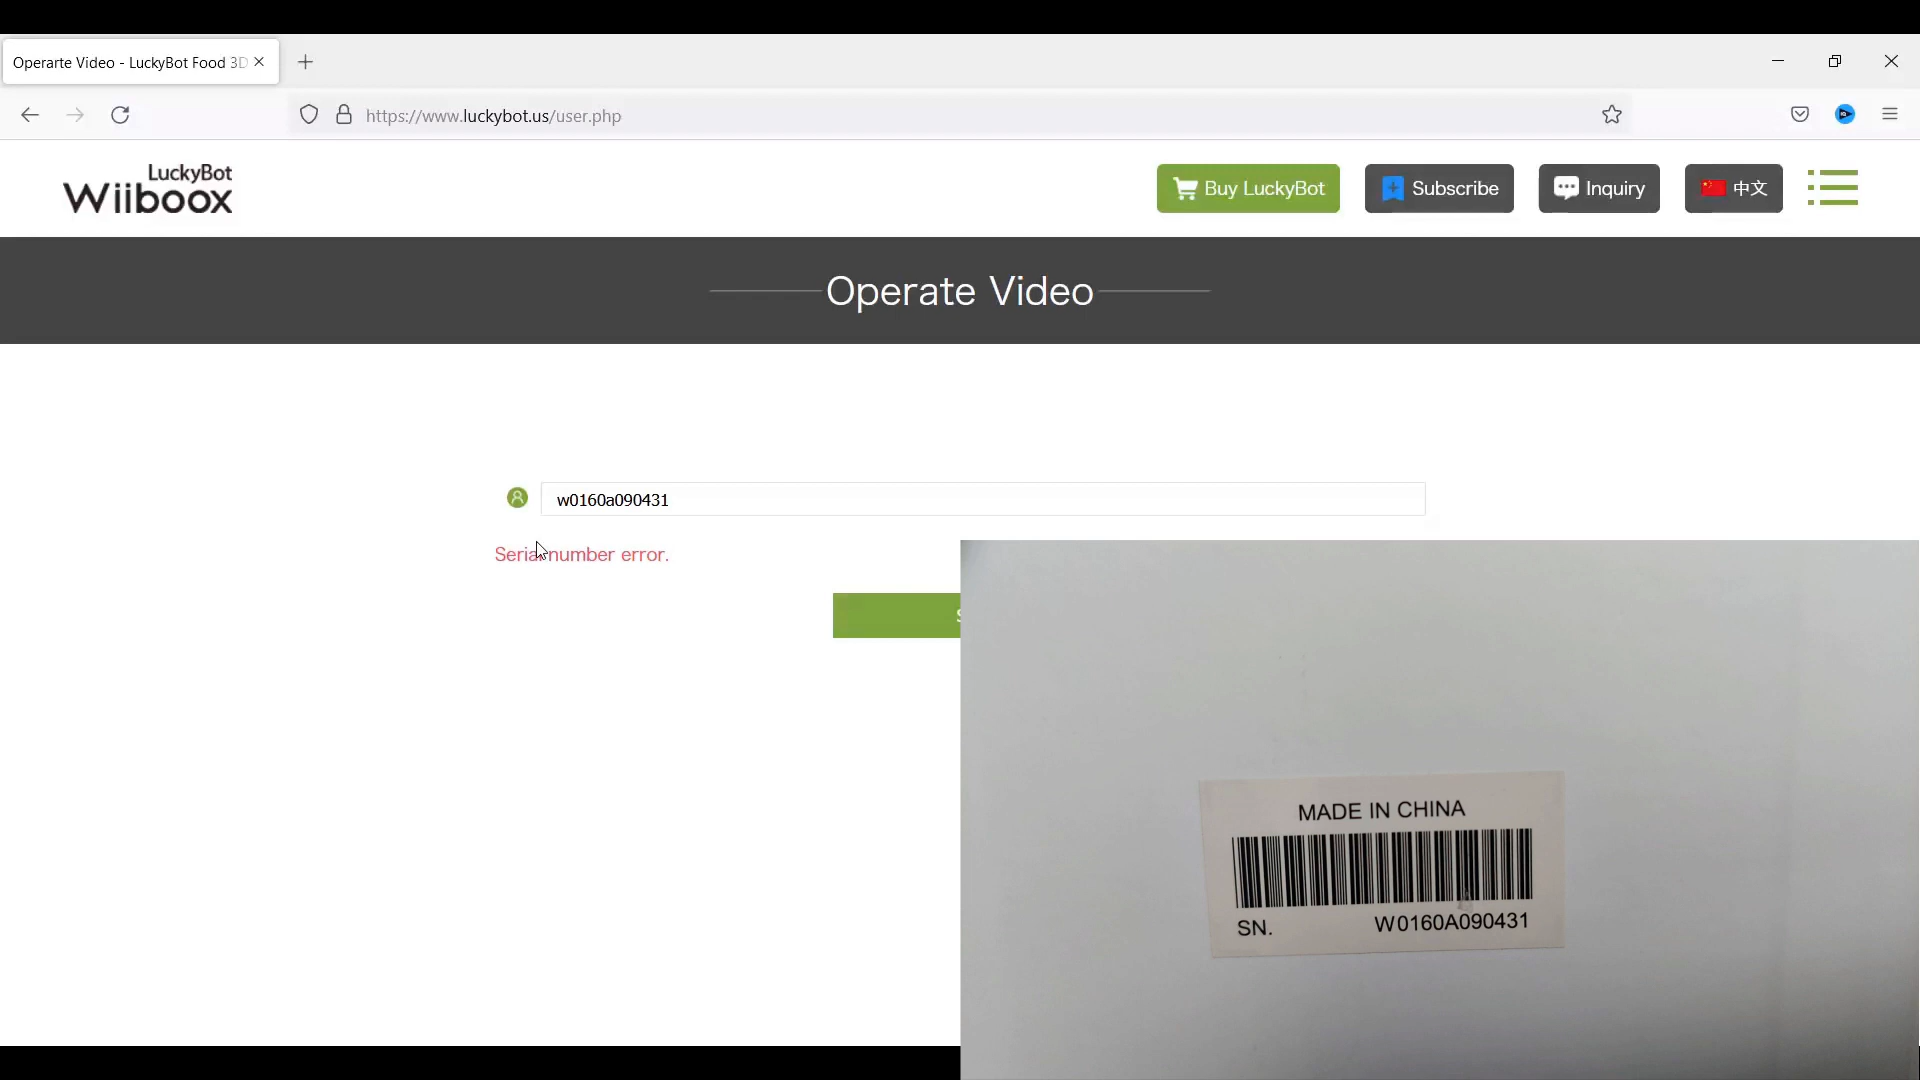 Operarte Video - LuckyBot Food 3D
https://www.luckybot.us/user.php
LuckyBot
Wiiboox
Buy LuckyBot
Subscribe
Inquiry
中文
Operate Video
w0160a090431
Serial number error.
MADE IN CHINA
SN. W0160A090431